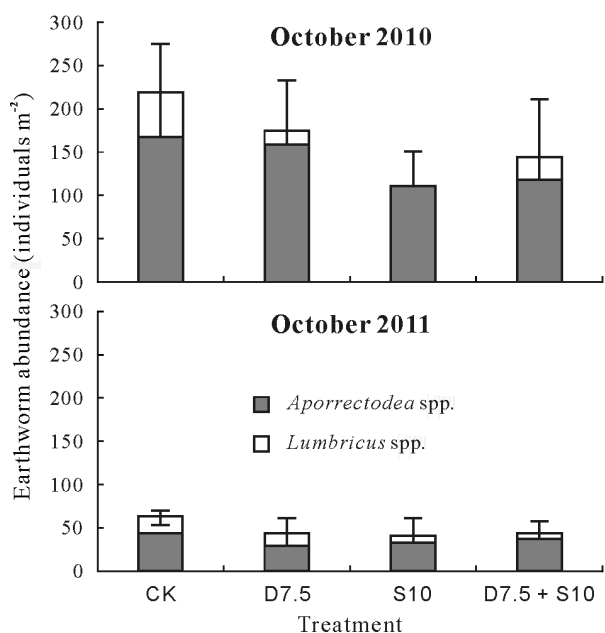 Earthworm abundance (individuals m⁻²)
October 2010
300
250
200
150
100
50
0
October 2011
300
250
200
150
100
50
0
Aporrectodea spp.
Lumbricus spp.
CK D7.5 S10 D7.5 + S10
Treatment